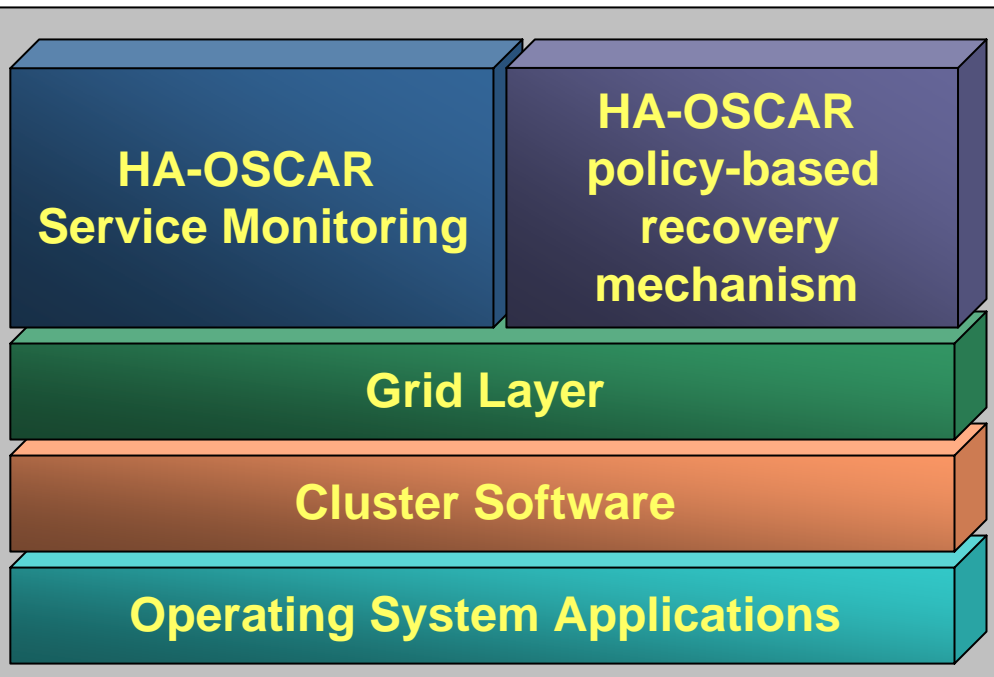 HA-OSCAR
Service Monitoring
HA-OSCAR
policy-based
recovery
mechanism
Grid Layer
Cluster Software
Operating System Applications